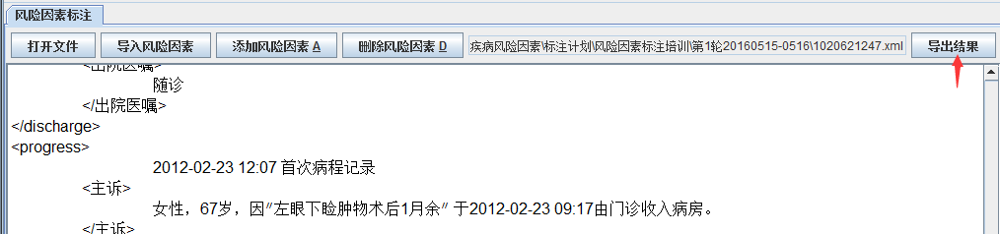 风险因素标注
打开文件 导入风险因素 添加风险因素 A 删除风险因素 D 疾病风险因素\标注计划\风险因素标注培训\第1轮20160515-0516\1020621247.xml 导出结果
<出院医嘱>
随诊
</出院医嘱>
</discharge>
<progress>
2012-02-23 12:07 首次病程记录
<主诉>
女性，67岁，因"左眼下睑肿物术后1月余" 于2012-02-23 09:17由门诊收入病房。
</主诉>